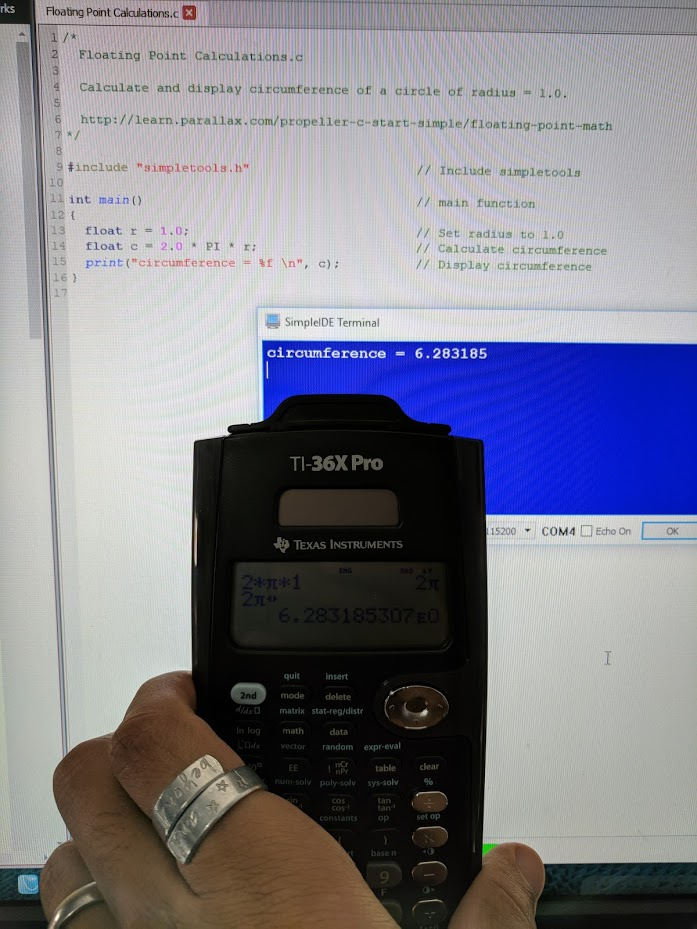 rks
Floating Point Calculations.c
1 /*
2 Floating Point Calculations.c
3
4 Calculate and display circumference of a circle of radius = 1.0.
5
6 http://learn.parallax.com/propeller-c-start-simple/floating-point-math
7 */
8
9 #include "simpletools.h" // Include simpletools
10
11 int main() // main function
12 {
13 float r = 1.0; // Set radius to 1.0
14 float c = 2.0 * PI * r; // Calculate circumference
15 print("circumference = %f \n", c); // Display circumference
16 }
17
SimpleIDE Terminal
circumference = 6.283185
115200 COM4 Echo On OK
TI-36X Pro
TEXAS INSTRUMENTS
ENG
2*π*1 2π
2π
6.283185307E0
quit insert
2nd mode delete
d/dx matrix stat-reg/distr
ln log math data
vector random expr-eval
EE ! nCr nPr table clear
num-solv poly-solv sys-solv %
cos cos⁻¹ tan tan⁻¹ ÷
constants op set op
( )
base n
9 −
F